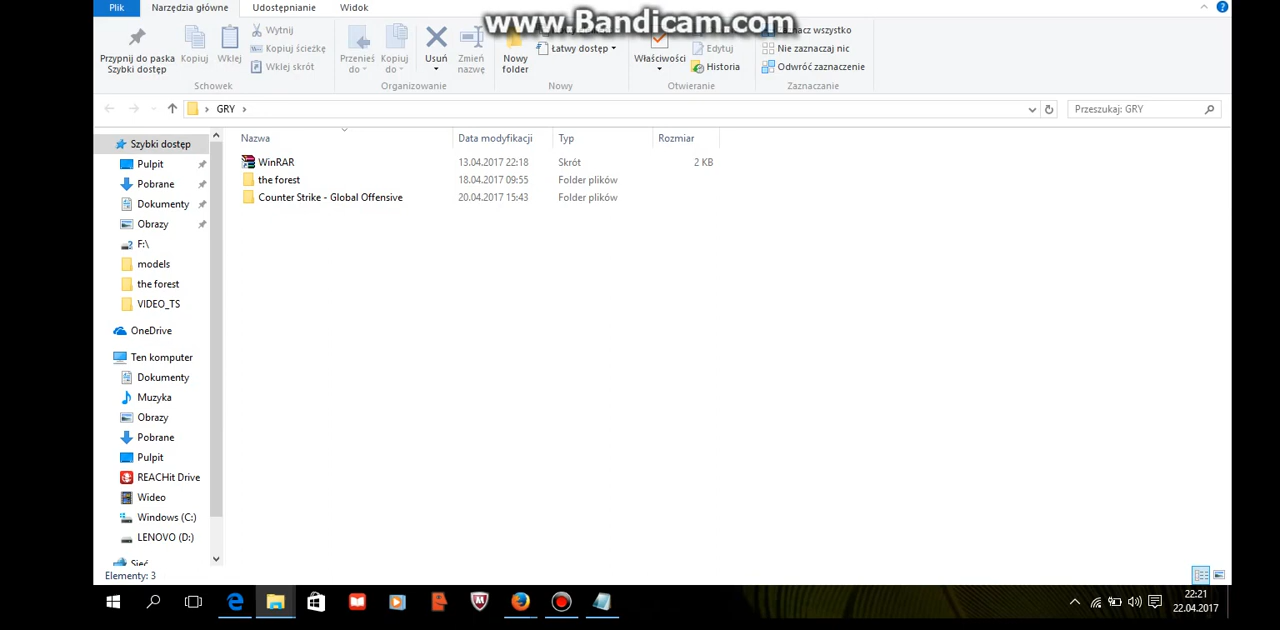 www.Bandicam.com
Plik
Narzędzia główne
Udostępnianie
Widok
Przypnij do paska
Szybki dostęp
Kopiuj
Wklej
Wytnij
Kopiuj ścieżkę
Wklej skrót
Schowek
Przenieś
do
Kopiuj
do
Usuń
Zmień
nazwę
Organizowanie
Nowy
folder
Łatwy dostęp
Nowy
Właściwości
Edytuj
Historia
Otwieranie
Zaznacz wszystko
Nie zaznaczaj nic
Odwróć zaznaczenie
Zaznaczanie
GRY
Przeszukaj: GRY
Nazwa
Data modyfikacji
Typ
Rozmiar
WinRAR 13.04.2017 22:18 Skrót 2 KB
the forest 18.04.2017 09:55 Folder plików
Counter Strike - Global Offensive 20.04.2017 15:43 Folder plików
Szybki dostęp
Pulpit
Pobrane
Dokumenty
Obrazy
F:\
models
the forest
VIDEO_TS
OneDrive
Ten komputer
Dokumenty
Muzyka
Obrazy
Pobrane
Pulpit
REACHit Drive
Wideo
Windows (C:)
LENOVO (D:)
Sieć
Elementy: 3
22:21
22.04.2017